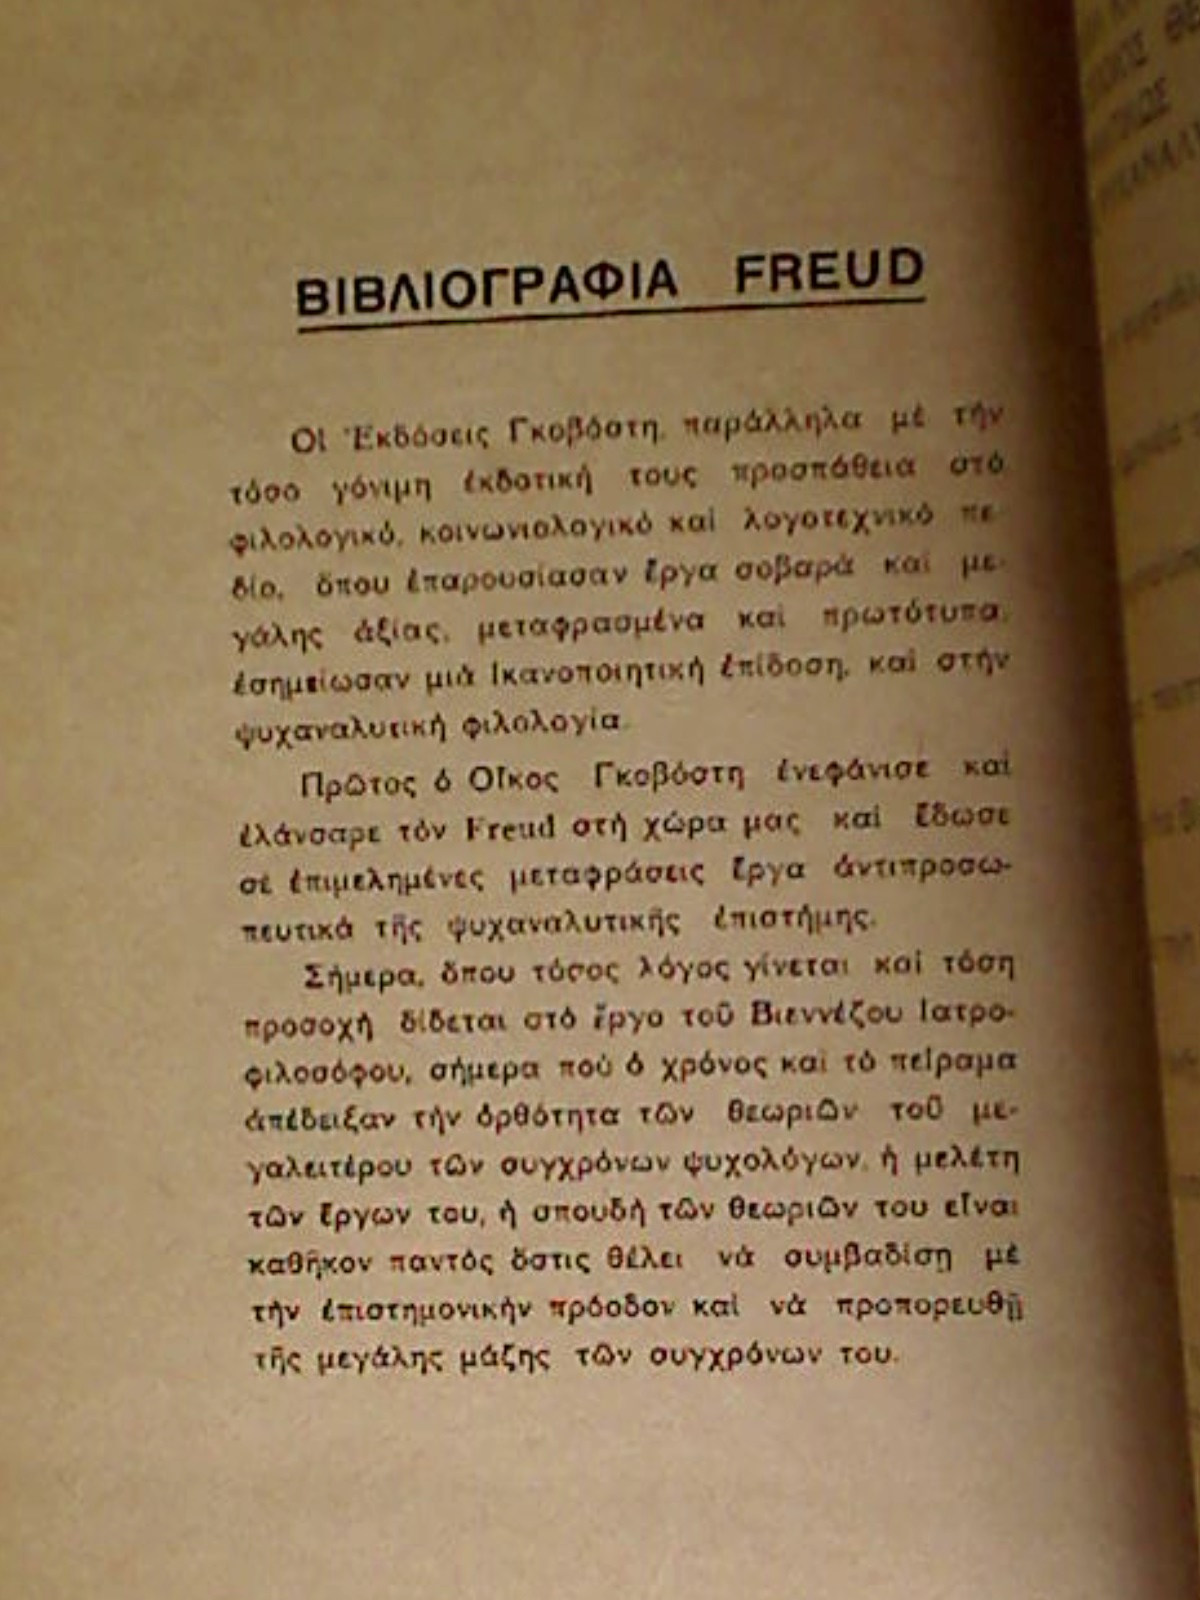 ΒΙΒΛΙΟΓΡΑΦΙΑ FREUD
Οἱ Ἐκδόσεις Γκοβόστη, παράλληλα μὲ τὴν
τόσο γόνιμη ἐκδοτική τους προσπάθεια στὸ
φιλολογικό, κοινωνιολογικὸ καὶ λογοτεχνικὸ πε-
δίο, ὅπου ἐπαρουσίασαν ἔργα σοβαρὰ καὶ με-
γάλης ἀξίας, μεταφρασμένα καὶ πρωτότυπα,
ἐσημείωσαν μιὰ ἱκανοποιητικὴ ἐπίδοση, καὶ στὴν
ψυχαναλυτικὴ φιλολογία.
Πρῶτος ὁ Οἶκος Γκοβόστη ἐνεφάνισε καὶ
ἐλάνσαρε τὸν Freud στὴ χώρα μας καὶ ἔδωσε
σὲ ἐπιμελημένες μεταφράσεις ἔργα ἀντιπροσω-
πευτικὰ τῆς ψυχαναλυτικῆς ἐπιστήμης.
Σήμερα, ὅπου τόσος λόγος γίνεται καὶ τόση
προσοχὴ δίδεται στὸ ἔργο τοῦ Βιεννέζου Ἰατρο-
φιλοσόφου, σήμερα ποὺ ὁ χρόνος καὶ τὸ πείραμα
ἀπέδειξαν τὴν ὀρθότητα τῶν θεωριῶν τοῦ με-
γαλειτέρου τῶν συγχρόνων ψυχολόγων, ἡ μελέτη
τῶν ἔργων του, ἡ σπουδὴ τῶν θεωριῶν του εἶναι
καθῆκον παντὸς ὅστις θέλει νὰ συμβαδίσῃ μὲ
τὴν ἐπιστημονικὴν πρόοδον καὶ νὰ προπορευθῇ
τῆς μεγάλης μάζης τῶν συγχρόνων του.